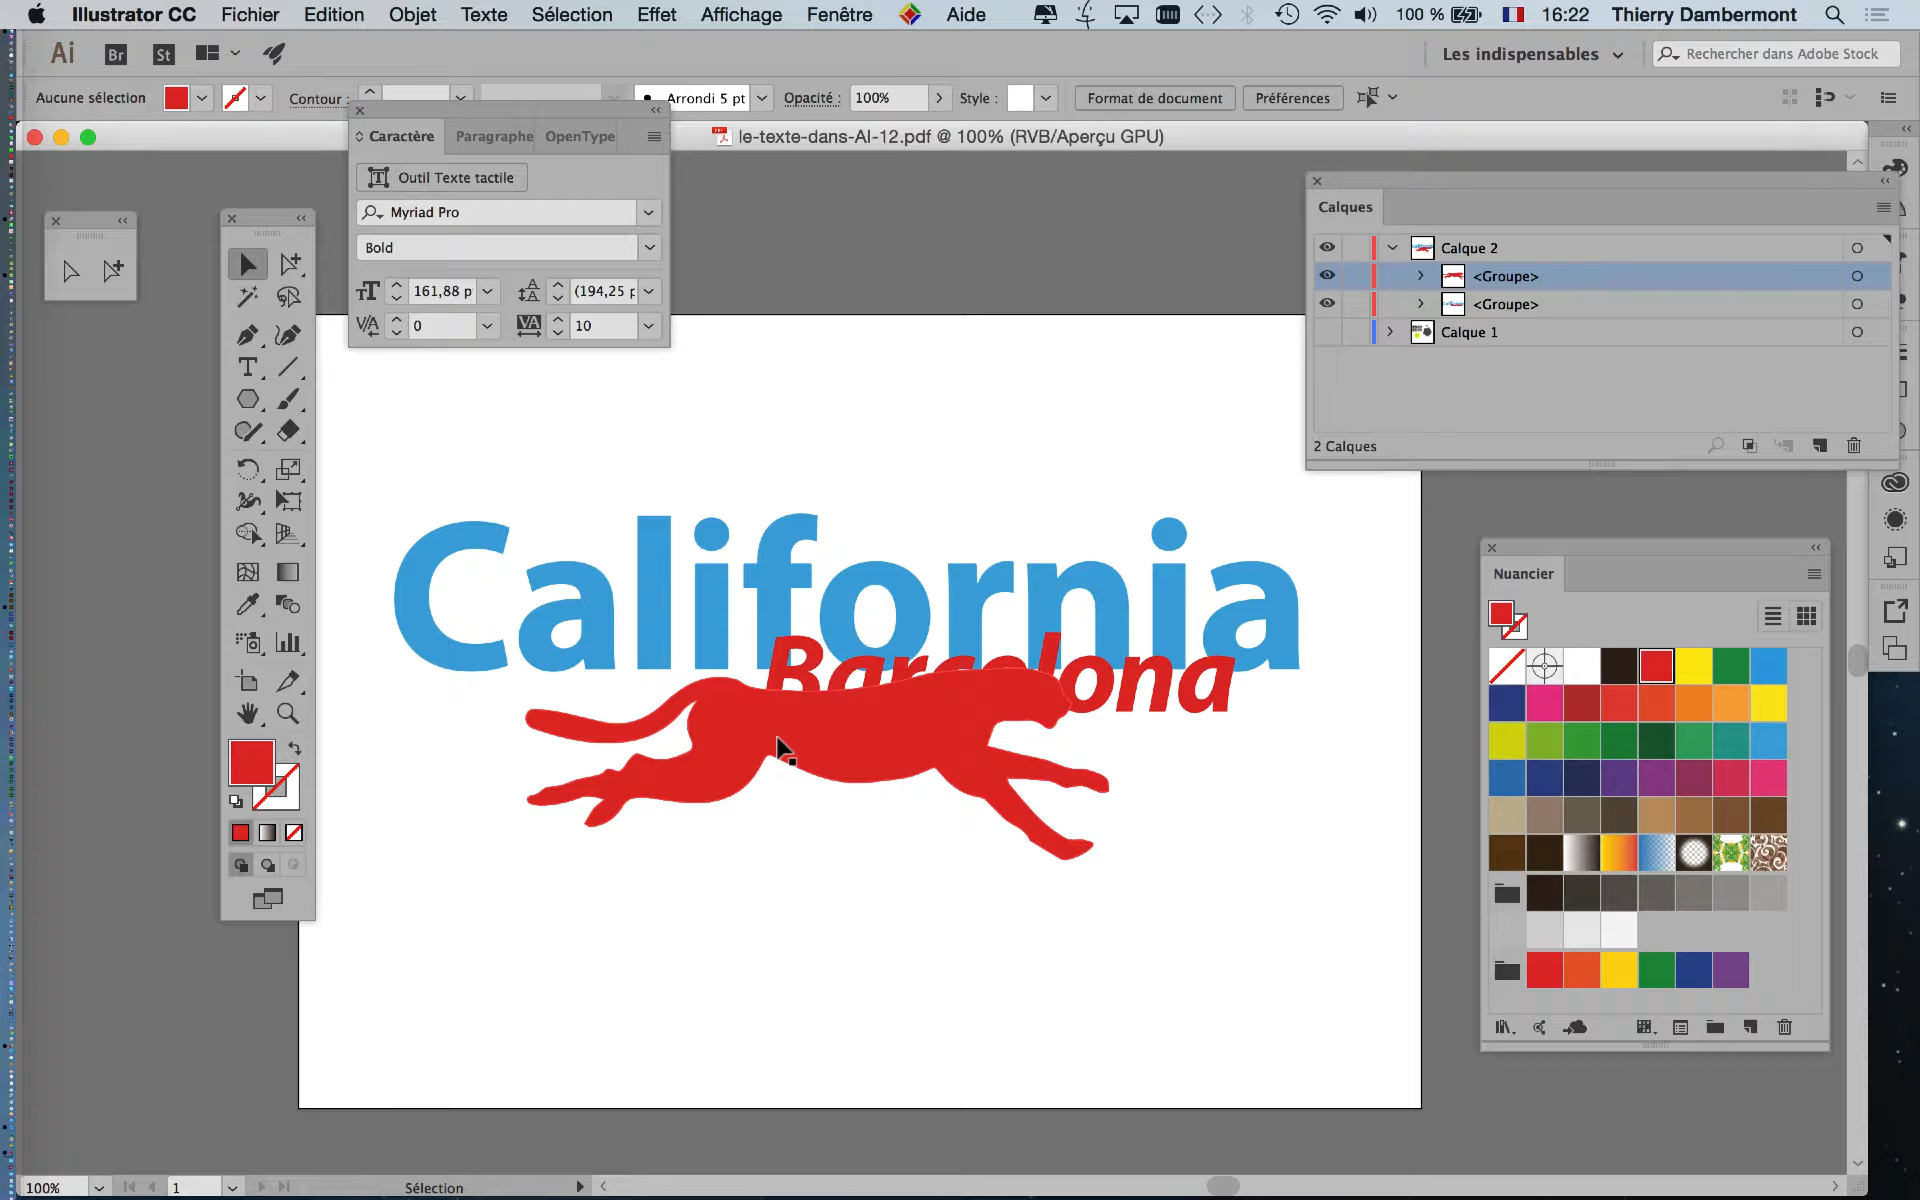 Illustrator CC Fichier Edition Objet Texte Sélection Effet Affichage Fenêtre Aide 100 % 16:22 Thierry Dambermont
Ai Br St Les indispensables Rechercher dans Adobe Stock
Aucune sélection Contour : Arrondi 5 pt Opacité : 100% Style : Format de document Préférences
le-texte-dans-AI-12.pdf @ 100% (RVB/Aperçu GPU)
Caractère Paragraphe OpenType
Outil Texte tactile
Myriad Pro
Bold
161,88 p (194,25 p
0 10
Calques
Calque 2
<Groupe>
<Groupe>
Calque 1
2 Calques
California
Barcelona
Nuancier
100% 1 Sélection